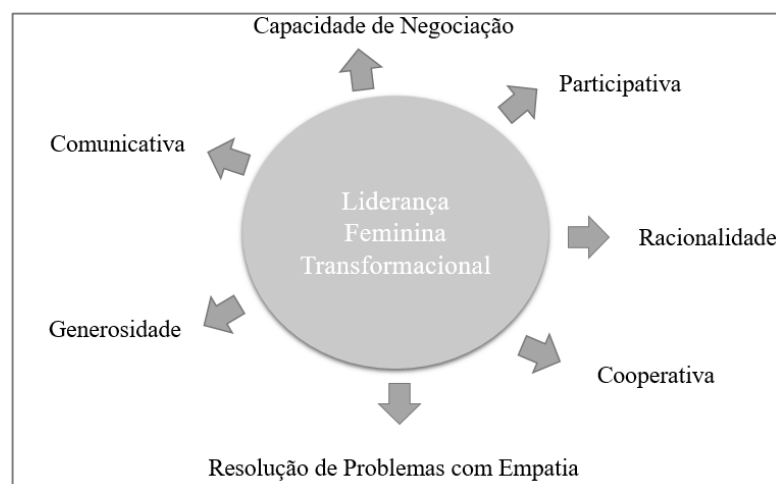 Capacidade de Negociação
Participativa
Comunicativa
Liderança
Feminina
Transformacional
Racionalidade
Generosidade
Cooperativa
Resolução de Problemas com Empatia